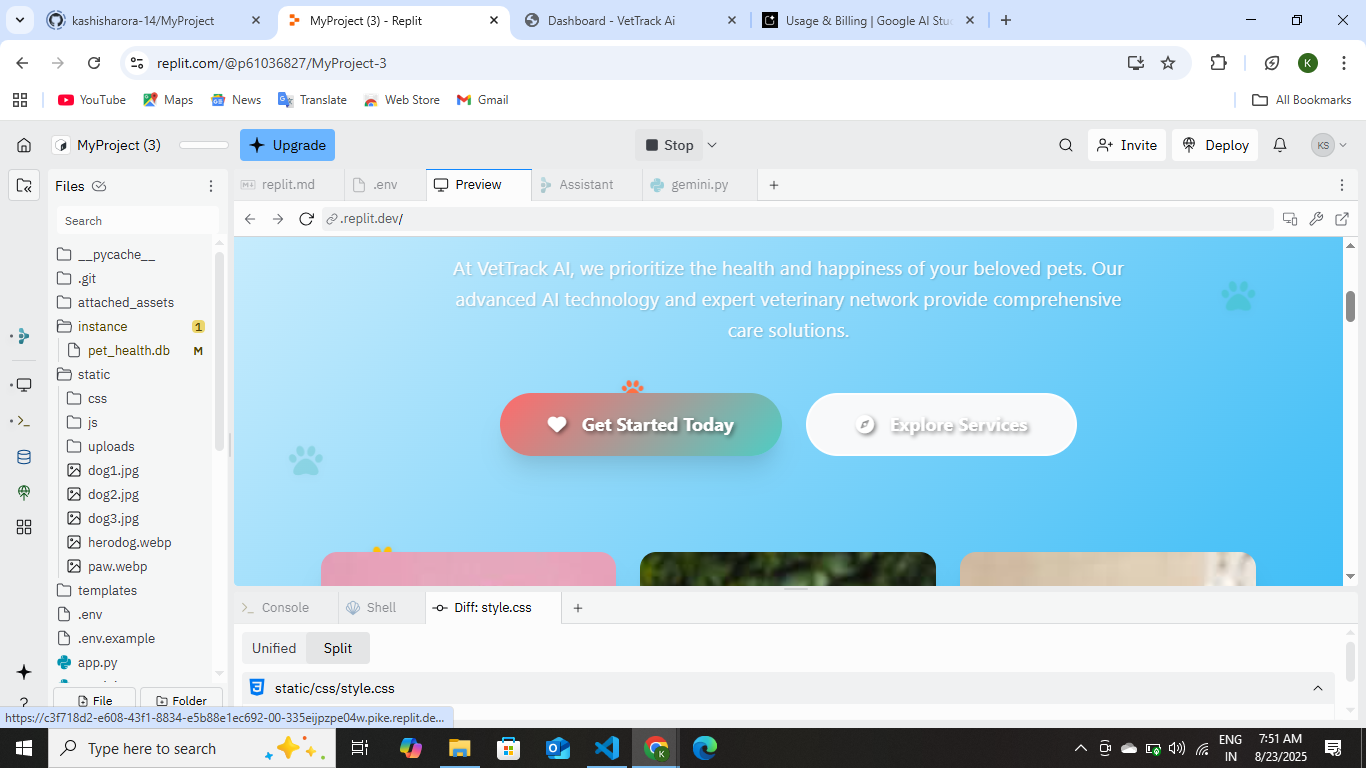 kashisharora-14/MyProject
MyProject (3) - Replit
Dashboard - VetTrack Ai
Usage & Billing | Google AI Stu
replit.com/@p61036827/MyProject-3
K
YouTube
Maps
News
Translate
Web Store
Gmail
All Bookmarks
MyProject (3)
Upgrade
Stop
Invite
Deploy
KS
Files
replit.md
.env
Preview
Assistant
gemini.py
Search
.replit.dev/
__pycache__
.git
attached_assets
instance 1
pet_health.db M
static
css
js
uploads
dog1.jpg
dog2.jpg
dog3.jpg
herodog.webp
paw.webp
templates
.env
.env.example
app.py
File
Folder
At VetTrack AI, we prioritize the health and happiness of your beloved pets. Our
advanced AI technology and expert veterinary network provide comprehensive
care solutions.
Get Started Today
Explore Services
Console
Shell
Diff: style.css
Unified
Split
static/css/style.css
https://c3f718d2-e608-43f1-8834-e5b88e1ec692-00-335eijpzpe04w.pike.replit.de...
Type here to search
ENG
IN
7:51 AM
8/23/2025